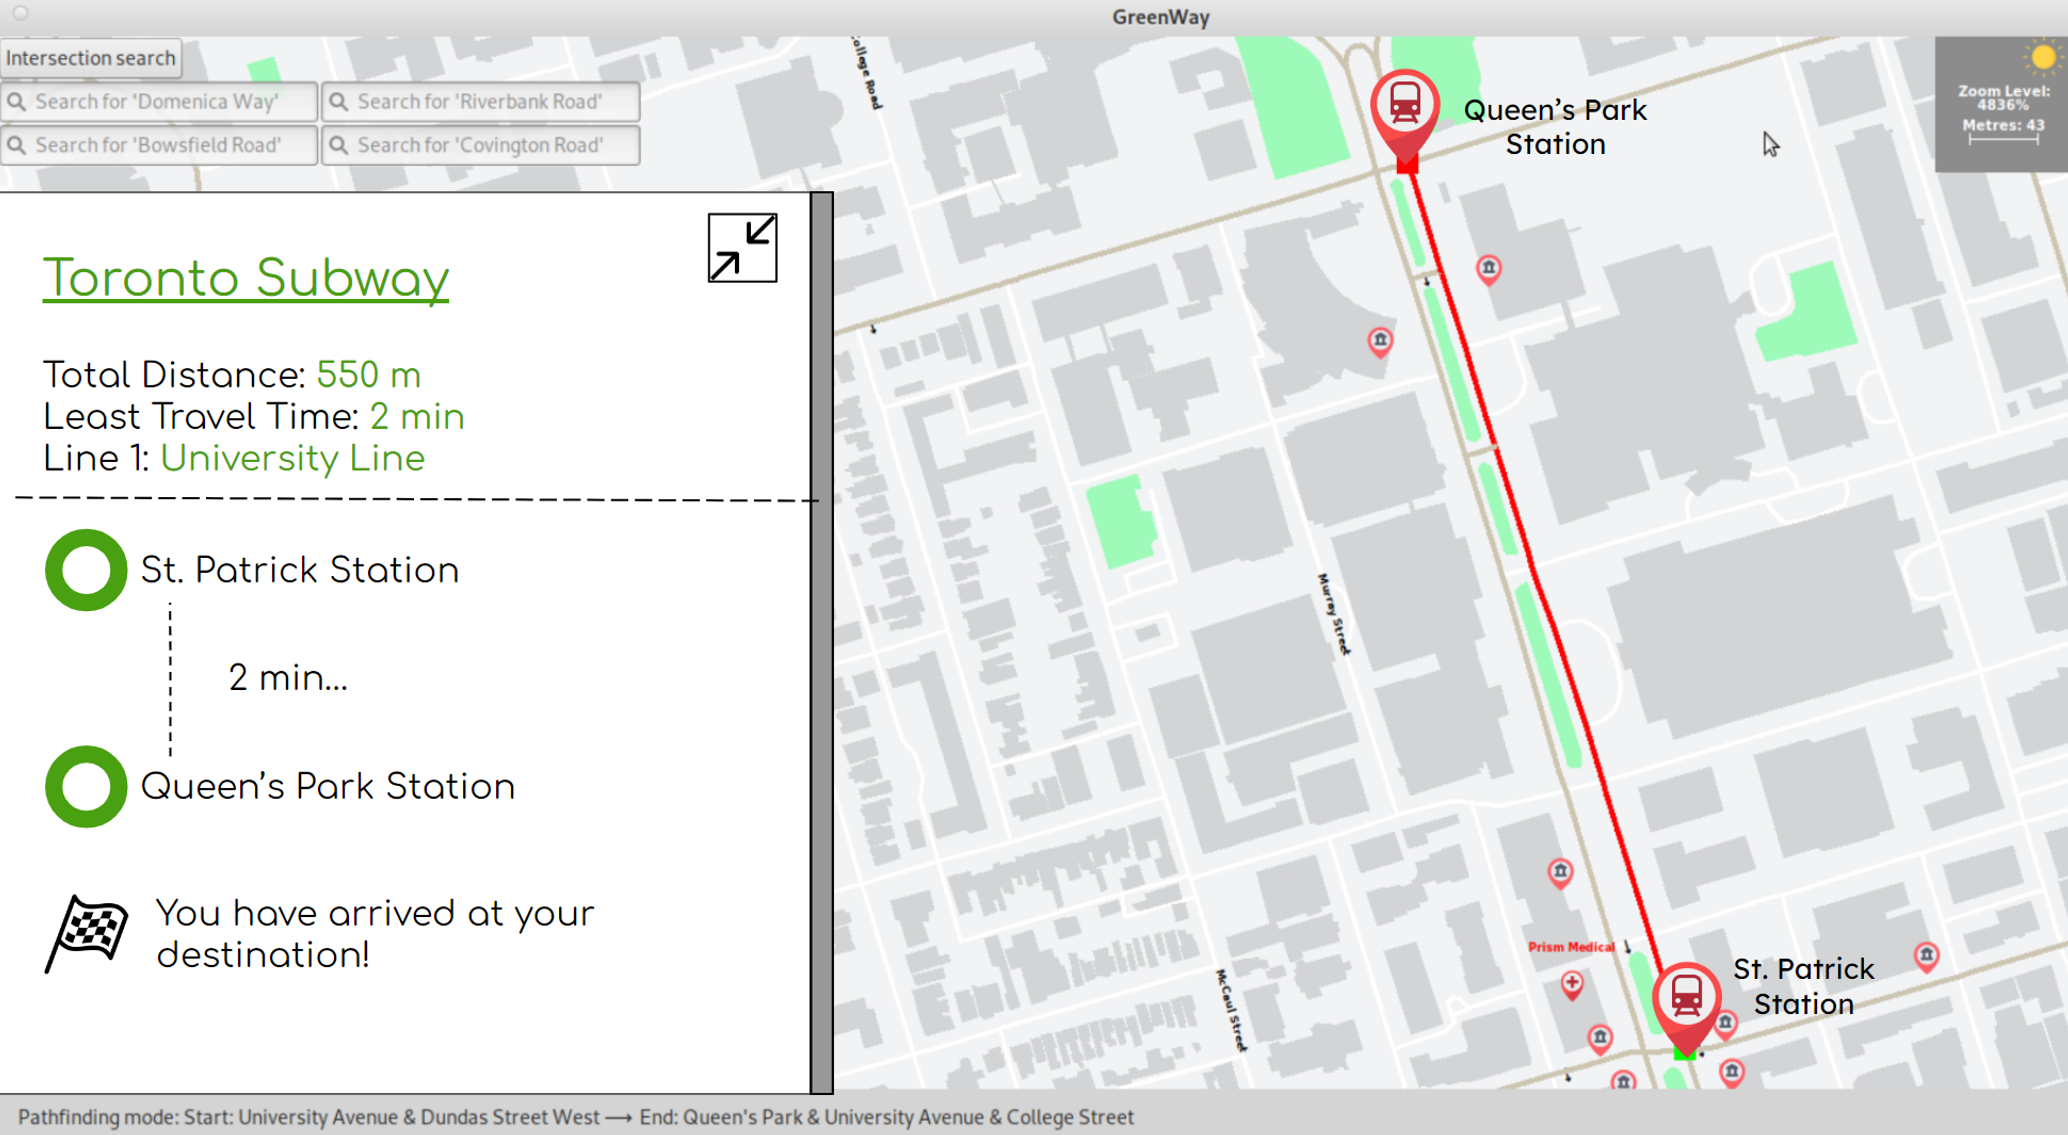 GreenWay
Intersection search
Search for 'Domenica Way'
Search for 'Riverbank Road'
Search for 'Bowsfield Road'
Search for 'Covington Road'
Zoom Level:
4836%
Metres: 43
Toronto Subway
Total Distance: 550 m
Least Travel Time: 2 min
Line 1: University Line
St. Patrick Station
2 min...
Queen's Park Station
You have arrived at your
destination!
College Road
Queen's Park
Station
Murray Street
Prism Medical
McCaul Street
St. Patrick
Station
Pathfinding mode: Start: University Avenue & Dundas Street West ⟶ End: Queen's Park & University Avenue & College Street